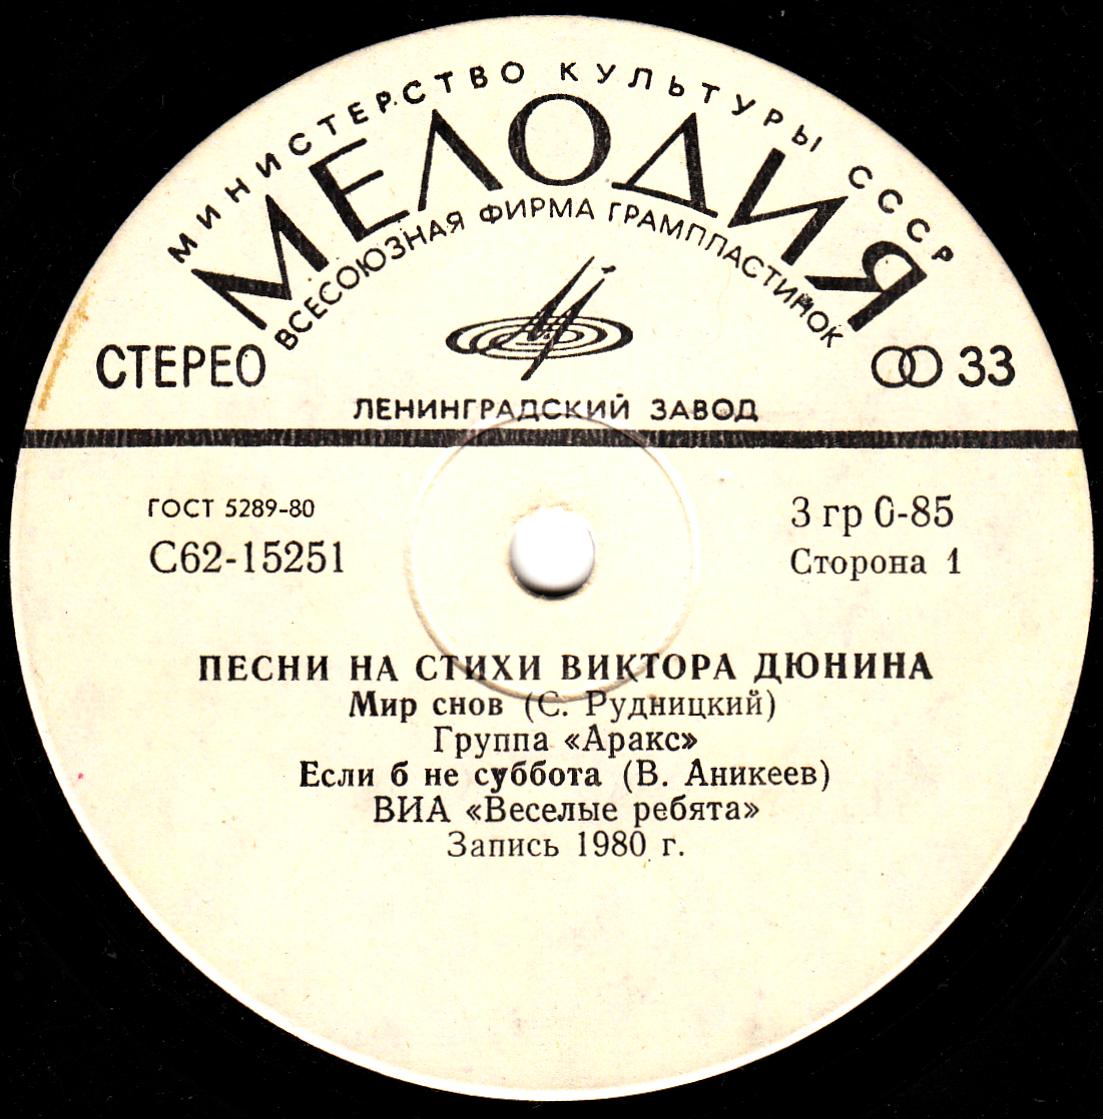 МИНИСТЕРСТВО КУЛЬТУРЫ СССР
МЕЛОДИЯ
ВСЕСОЮЗНАЯ ФИРМА ГРАМПЛАСТИНОК
СТЕРЕО
33
ЛЕНИНГРАДСКИЙ ЗАВОД
ГОСТ 5289-80
С62-15251
3 гр 0-85
Сторона 1
ПЕСНИ НА СТИХИ ВИКТОРА ДЮНИНА
Мир снов (С. Рудницкий)
Группа «Аракс»
Если б не суббота (В. Аникеев)
ВИА «Веселые ребята»
Запись 1980 г.